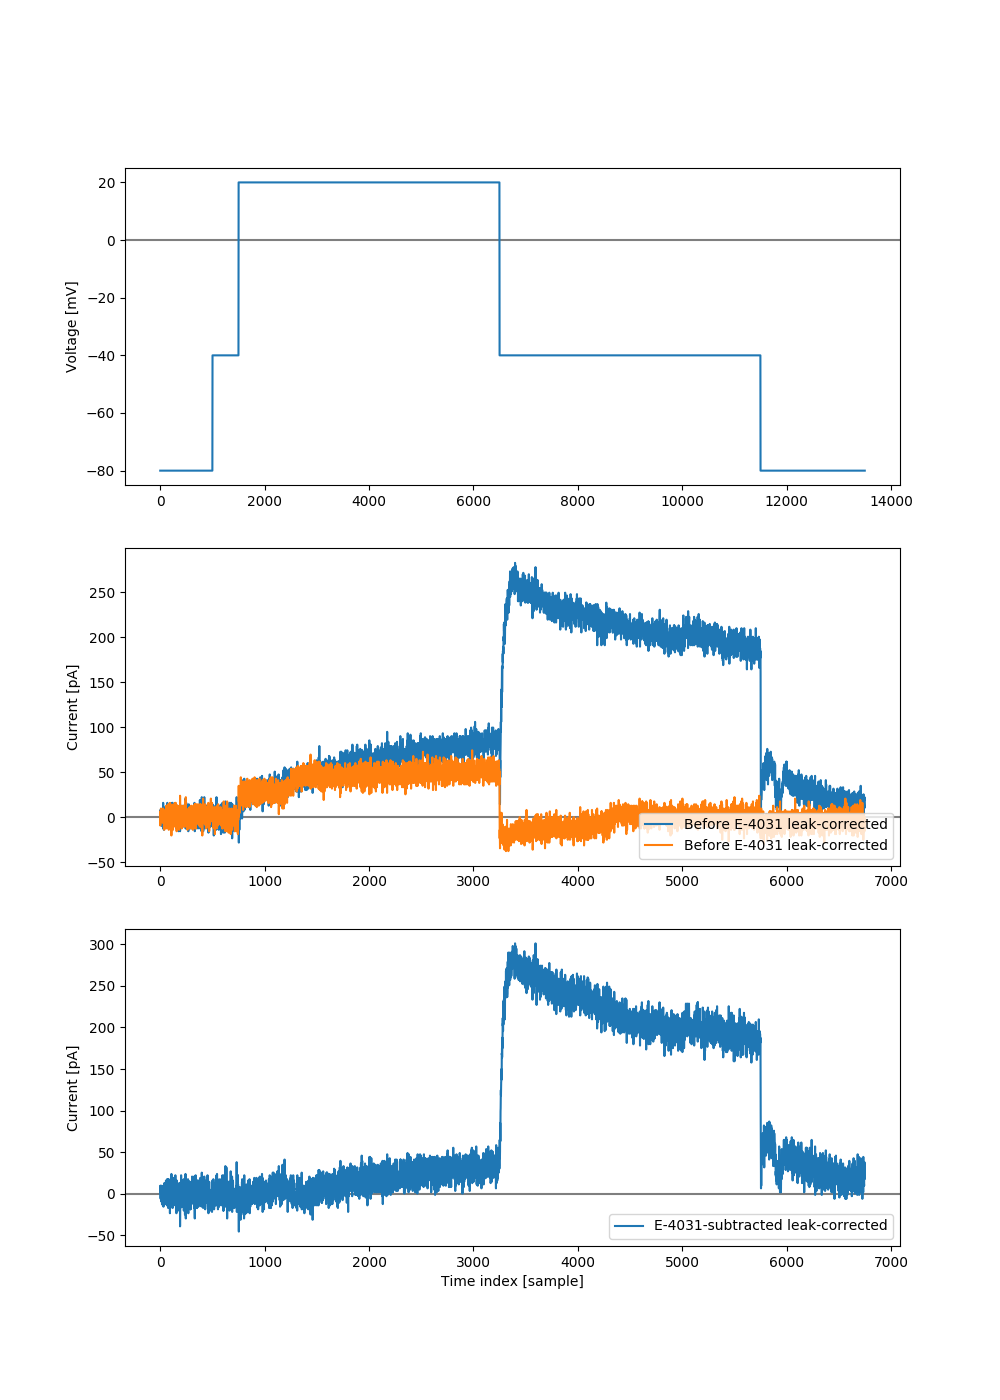 20
0
−20
−40
−60
−80
Voltage [mV]
0 2000 4000 6000 8000 10000 12000 14000
250
200
150
100
50
0
−50
Current [pA]
Before E-4031 leak-corrected
Before E-4031 leak-corrected
0 1000 2000 3000 4000 5000 6000 7000
300
250
200
150
100
50
0
−50
Current [pA]
E-4031-subtracted leak-corrected
0 1000 2000 3000 4000 5000 6000 7000
Time index [sample]